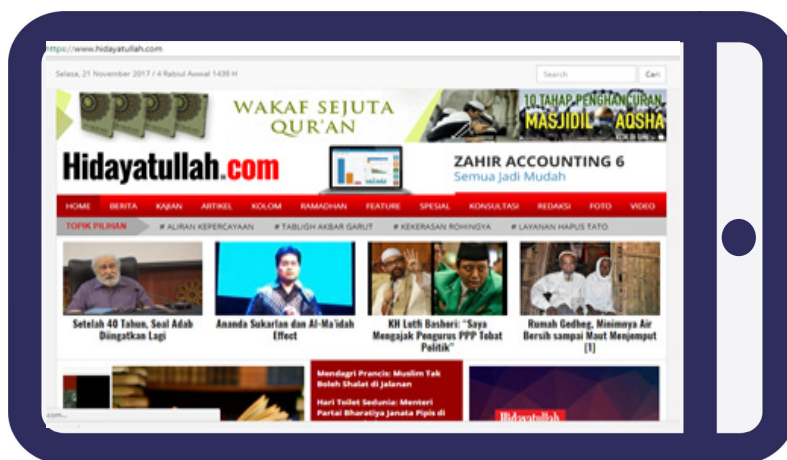 https://www.hidayatullah.com
Selasa, 21 November 2017 / 4 Rabiul Awwal 1439 H
Search
Cari
WAKAF SEJUTA
QUR'AN
10 TAHAP PENGHANCURAN
MASJIDIL AQSHA
Hidayatullah.com
ZAHIR ACCOUNTING 6
Semua Jadi Mudah
HOME BERITA KAJIAN ARTIKEL KOLOM RAMADHAN FEATURE SPESIAL KONSULTASI REDAKSI FOTO VIDEO
TOPIK PILIHAN # ALIRAN KEPERCAYAAN # TABLIGH AKBAR GARUT # KEKERASAN ROHINGYA # LAYANAN HAPUS TATO
Setelah 40 Tahun, Soal Adab
Diingatkan Lagi
Ananda Sukarlan dan Al-Ma'idah
Effect
KH Luthfi Bashori: "Saya
Mengajak Pengurus PPP Tobat
Politik"
Rumah Gedheg, Minimnya Air
Bersih sampai Maut Menjemput
[1]
Mendagri Prancis: Muslim Tak
Boleh Shalat di Jalanan
Hari Toilet Sedunia: Menteri
Partai Bharatiya Janata Pipis di
Hidayatullah
.com...